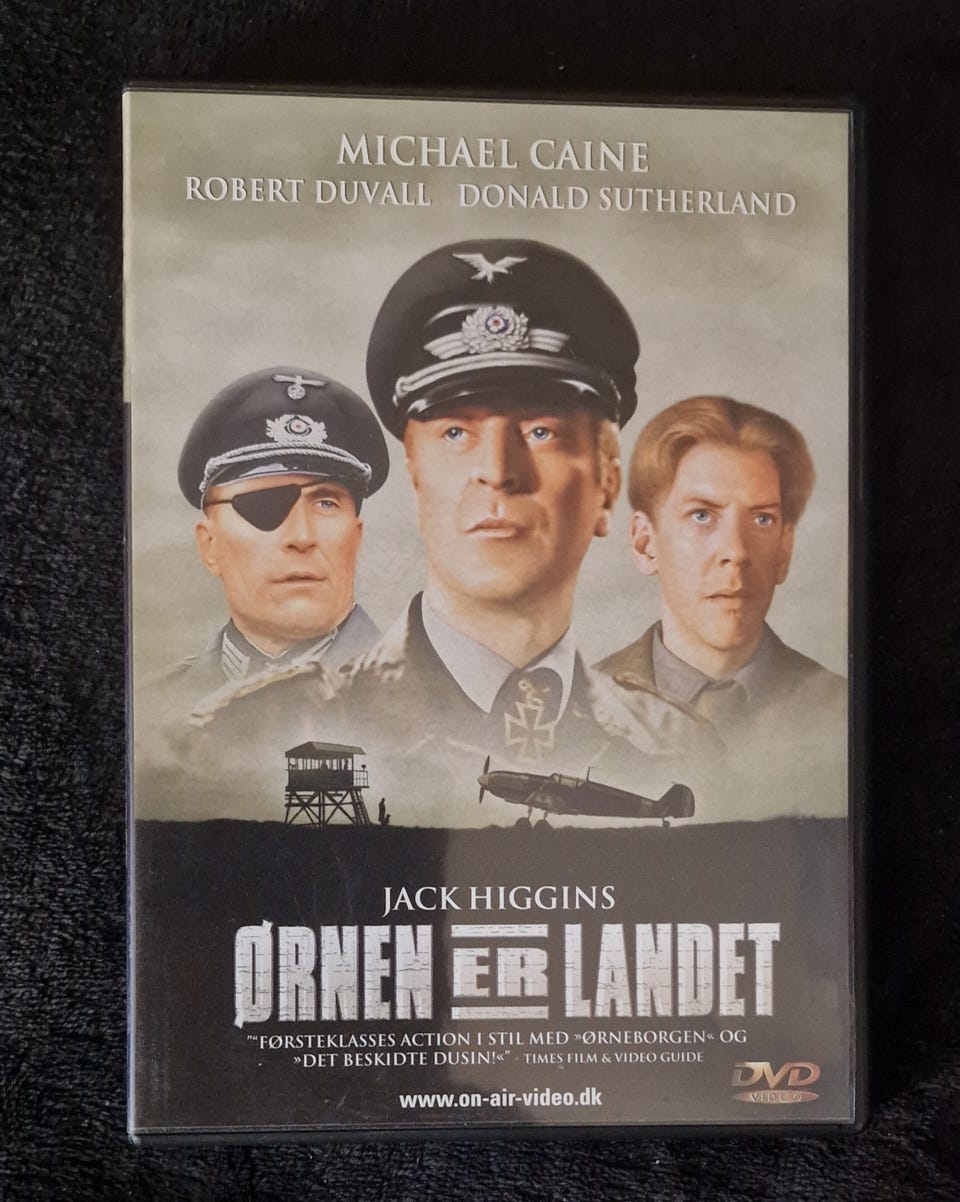 MICHAEL CAINE
ROBERT DUVALL DONALD SUTHERLAND
JACK HIGGINS
ØRNEN ER LANDET
"“FØRSTEKLASSES ACTION I STIL MED »ØRNEBORGEN« OG
»DET BESKIDTE DUSIN!«” - TIMES FILM & VIDEO GUIDE
www.on-air-video.dk
DVD
VIDEO